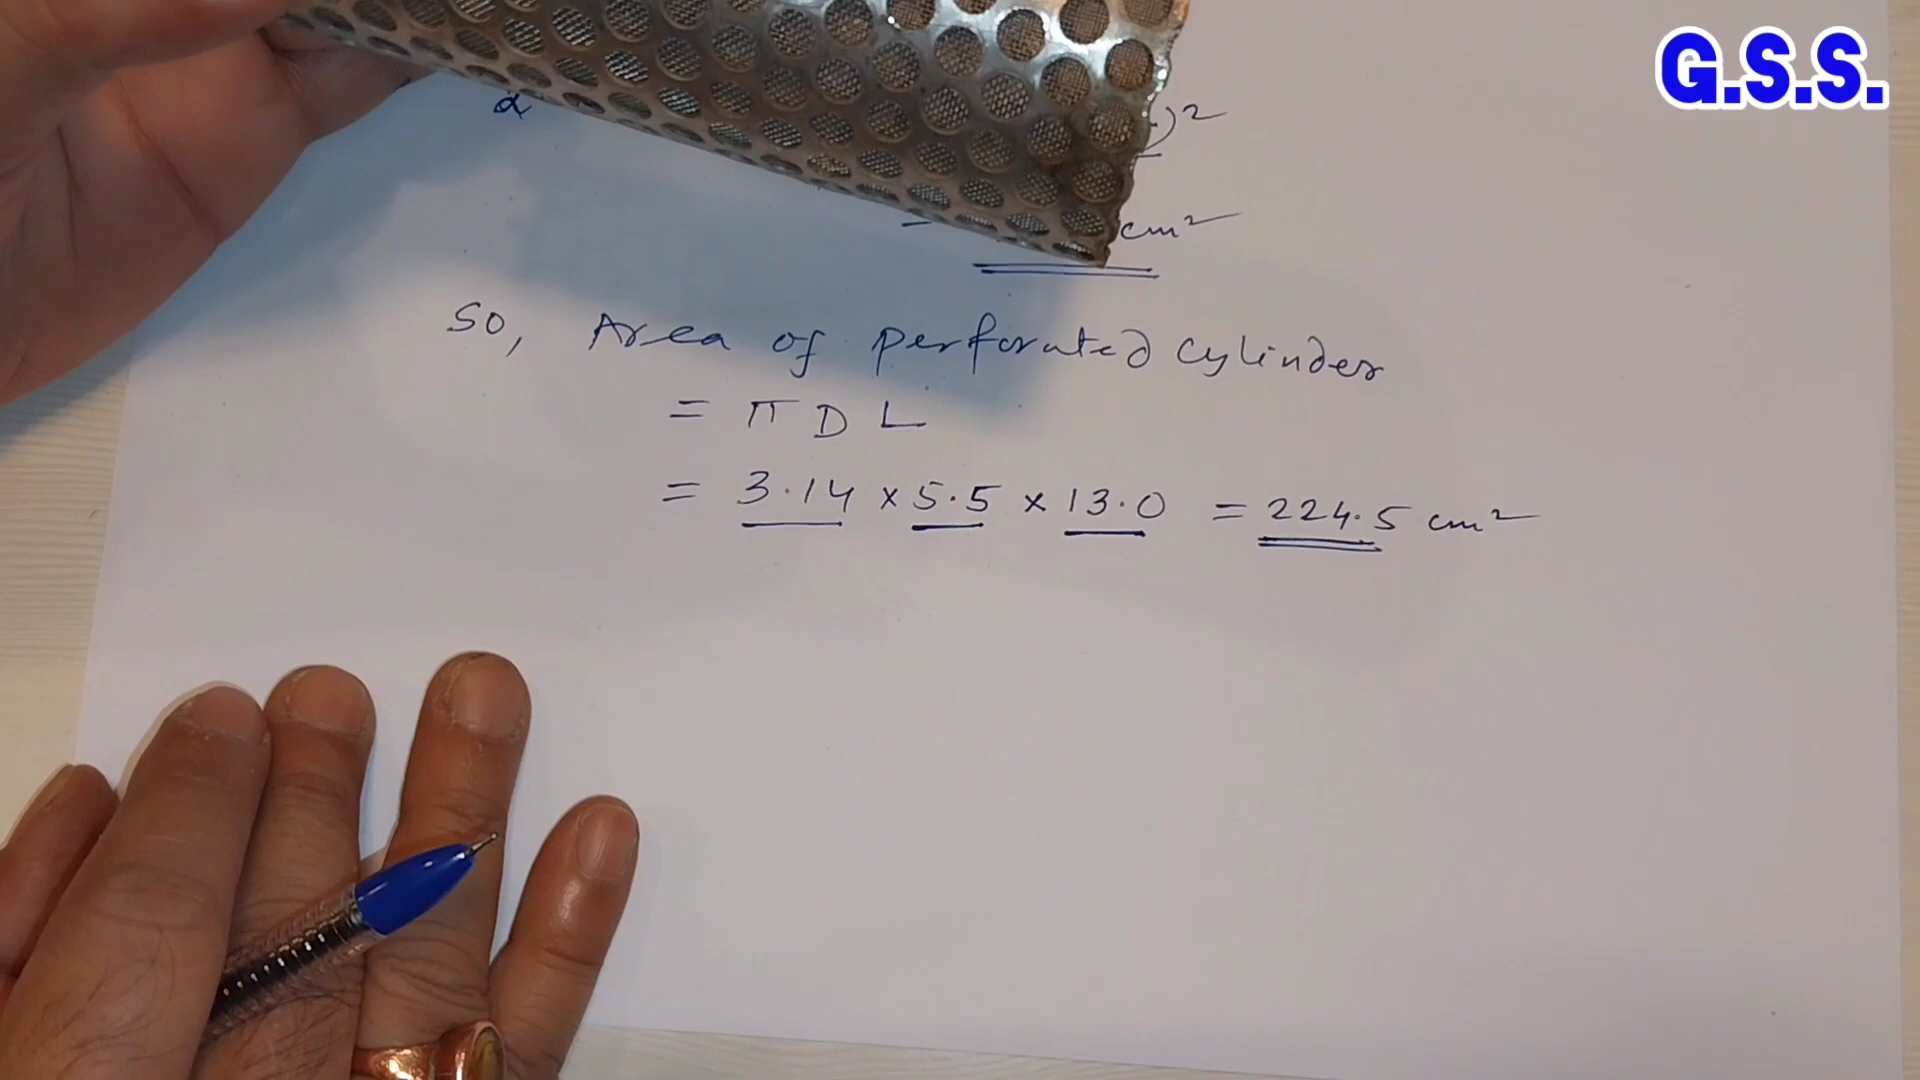 G.S.S.
α
)²
= cm²
So, Area of perforated cylinder
= π D L
= 3.14 × 5.5 × 13.0 = 224.5 cm²